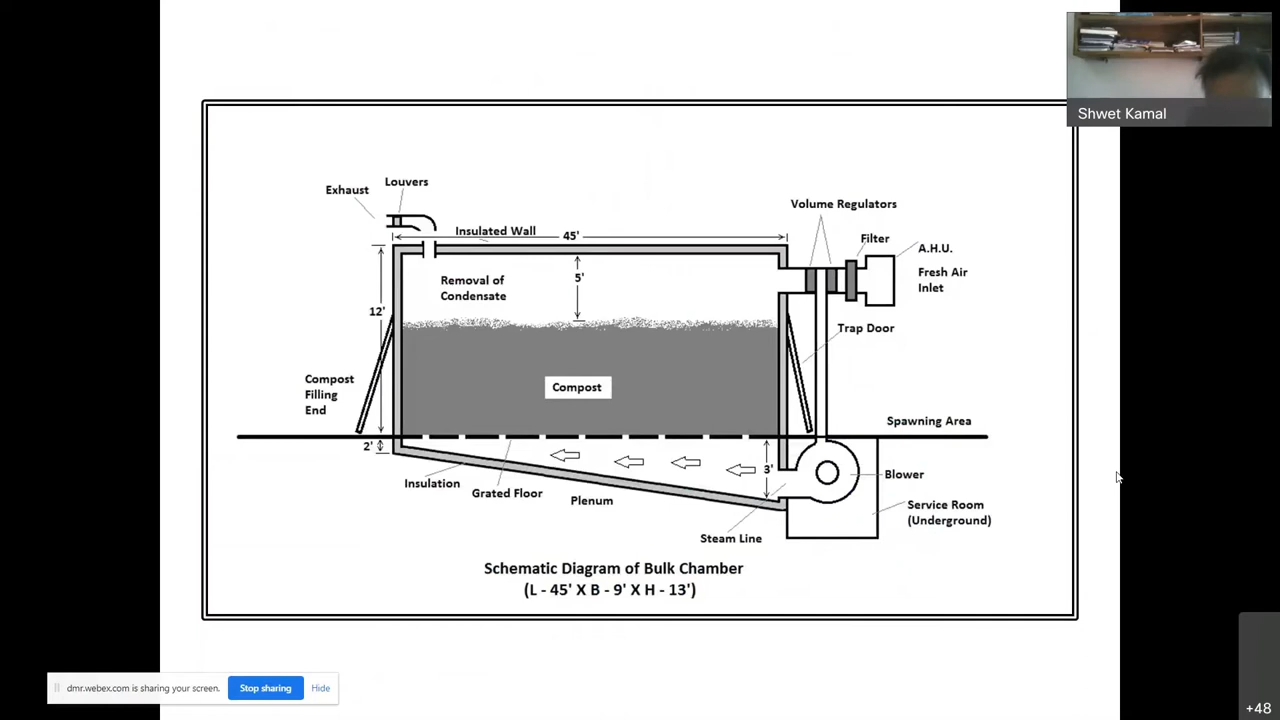 Shwet Kamal
Louvers
Exhaust
Volume Regulators
Insulated Wall
45'
Filter
A.H.U.
Fresh Air
Inlet
Removal of
Condensate
5'
12'
Trap Door
Compost
Filling
End
Compost
Spawning Area
2'
3'
Insulation
Grated Floor
Plenum
Blower
Service Room
(Underground)
Steam Line
Schematic Diagram of Bulk Chamber
(L - 45' X B - 9' X H - 13')
dmr.webex.com is sharing your screen.
Stop sharing
Hide
+48